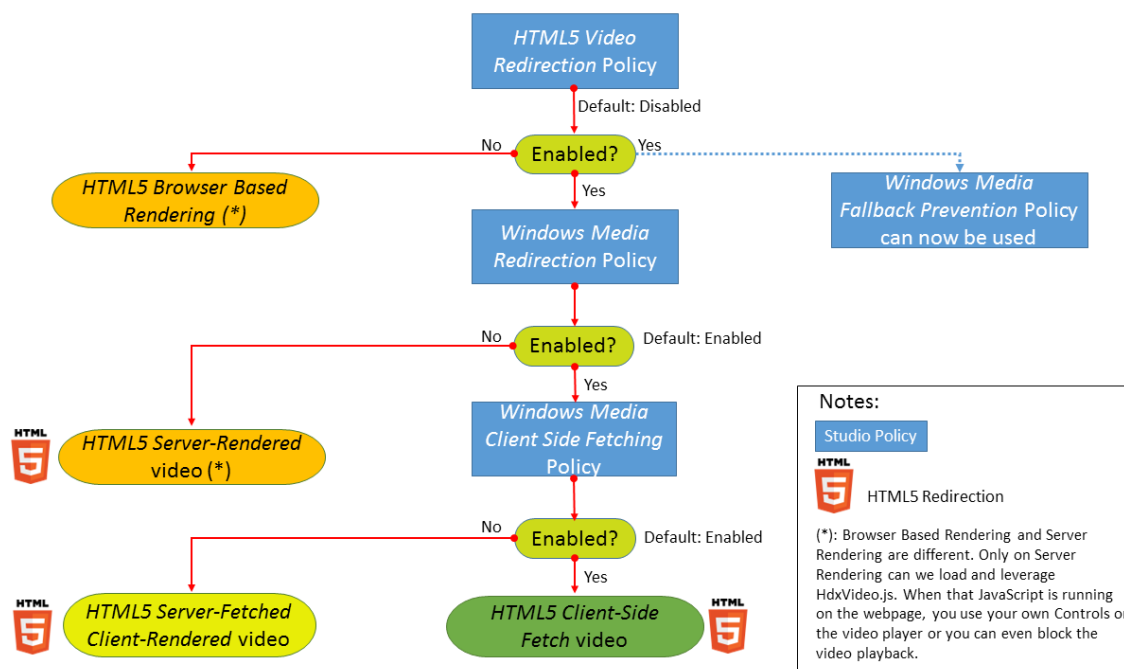 HTML5 Video
Redirection Policy
Default: Disabled
No
Enabled?
Yes
HTML5 Browser Based
Rendering (*)
Yes
Windows Media
Fallback Prevention Policy
can now be used
Windows Media
Redirection Policy
No
Enabled?
Default: Enabled
Yes
HTML
5
HTML5 Server-Rendered
video (*)
Windows Media
Client Side Fetching
Policy
No
Enabled?
Default: Enabled
Yes
HTML
5
HTML5 Server-Fetched
Client-Rendered video
HTML5 Client-Side
Fetch video
HTML
5
Notes:
Studio Policy
HTML
5
HTML5 Redirection
(*): Browser Based Rendering and Server
Rendering are different. Only on Server
Rendering can we load and leverage
HdxVideo.js. When that JavaScript is running
on the webpage, you use your own Controls on
the video player or you can even block the
video playback.